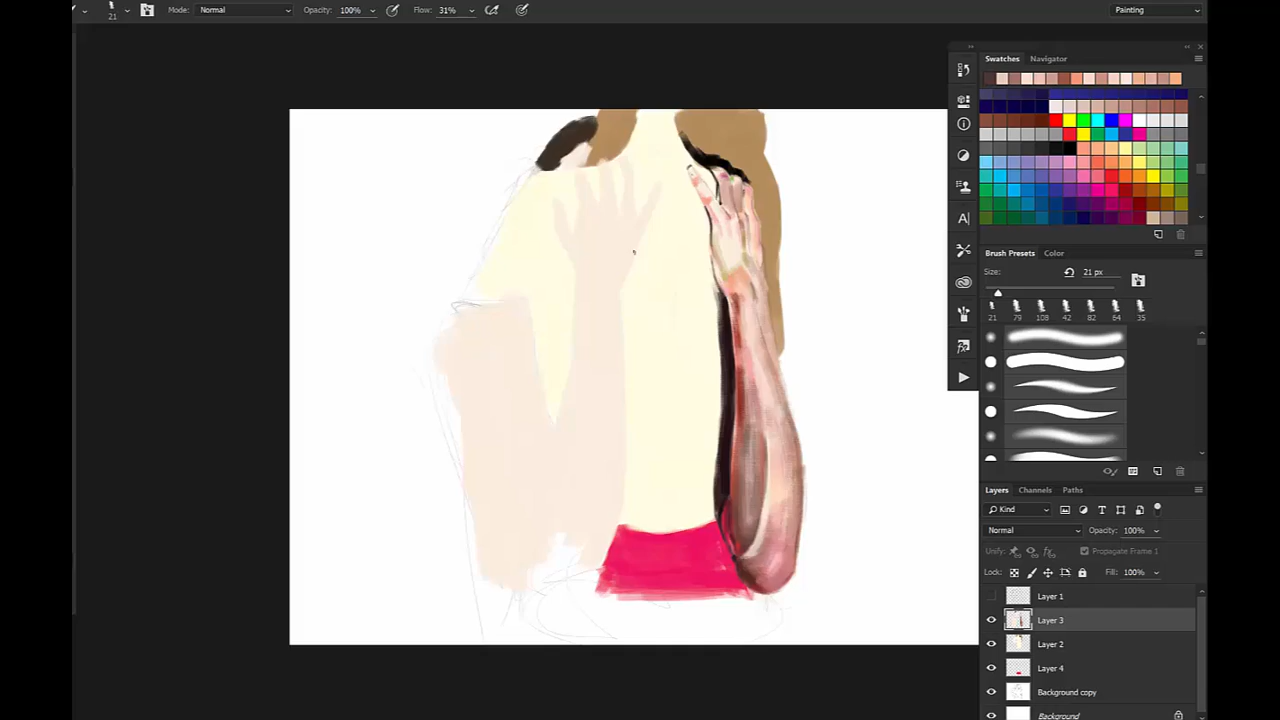 21 Mode: Normal Opacity: 100% Flow: 31% Painting
Swatches Navigator
Brush Presets Color
Size: 21 px
21 79 108 42 82 64 35
Layers Channels Paths
Kind
Normal Opacity: 100%
Unify: Propagate Frame 1
Lock: Fill: 100%
Layer 1
Layer 3
Layer 2
Layer 4
Background copy
Background